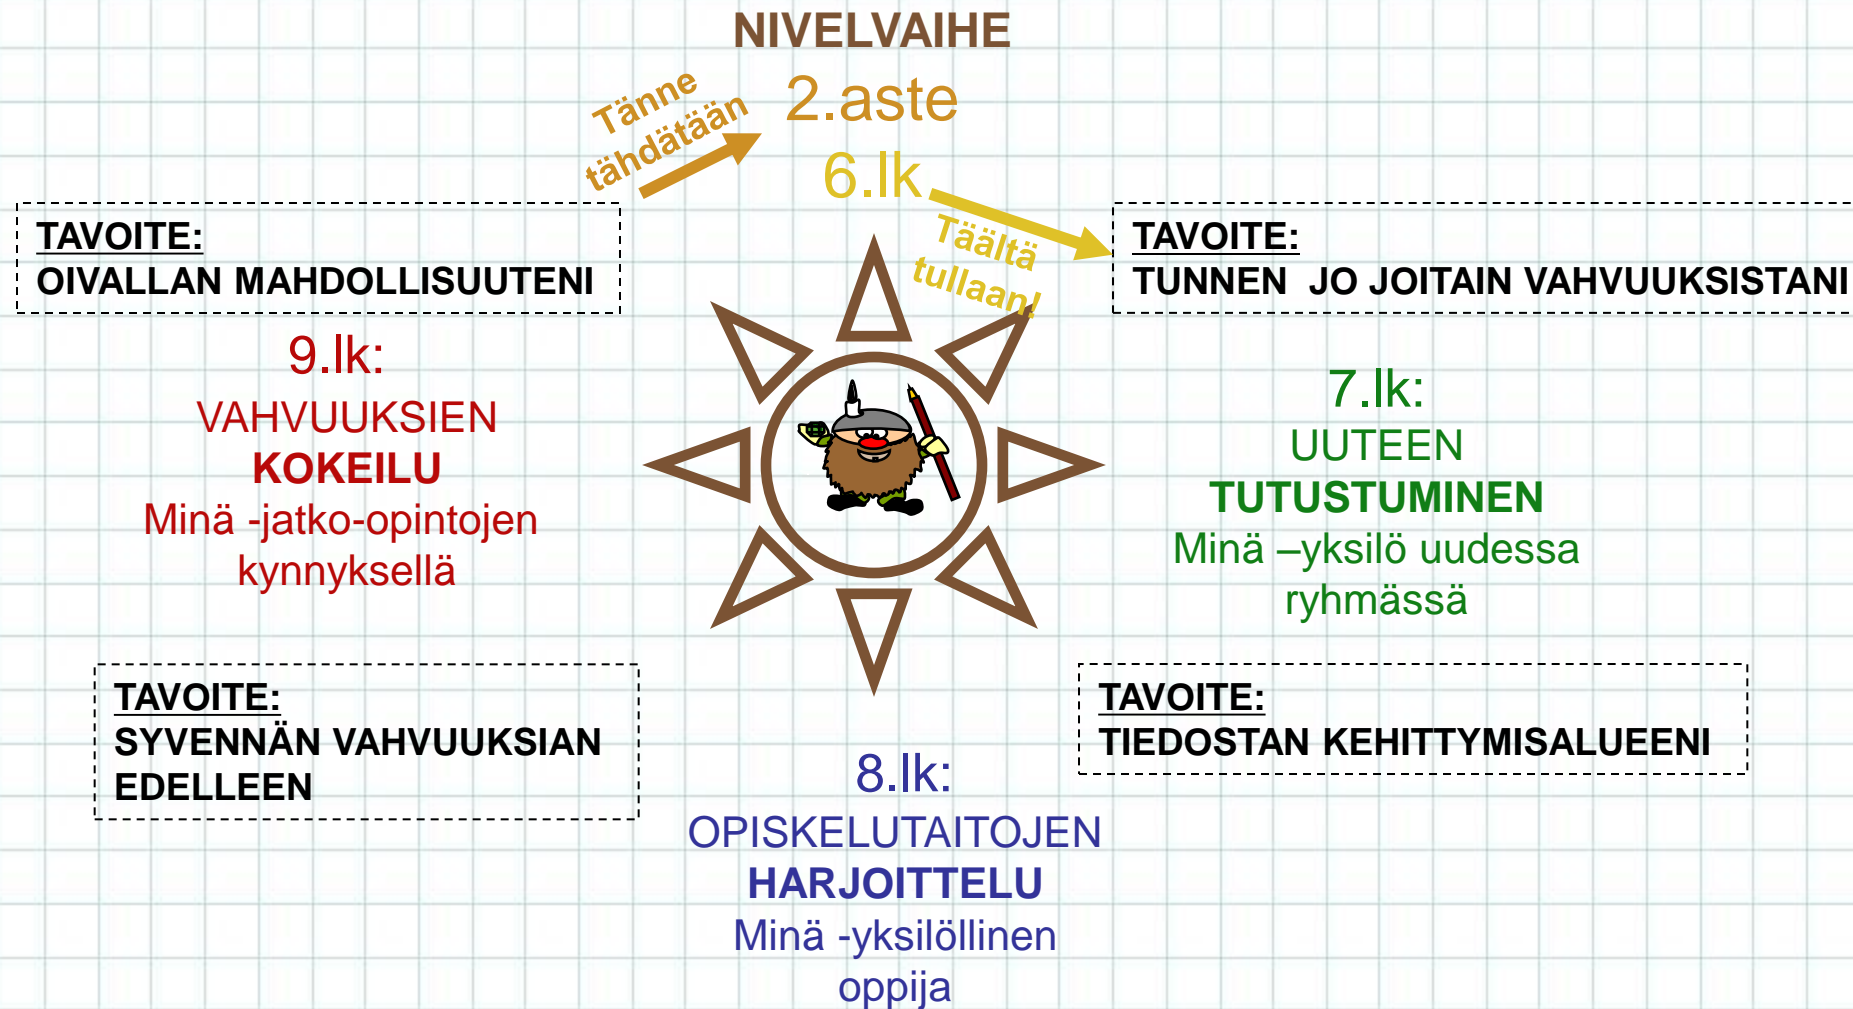 NIVELVAIHE
2.aste
6.lk
Tänne
tähdätään
Täältä
tullaan!
TAVOITE:
OIVALLAN MAHDOLLISUUTENI
TAVOITE:
TUNNEN JO JOITAIN VAHVUUKSISTANI
9.lk:
VAHVUUKSIEN
KOKEILU
Minä -jatko-opintojen
kynnyksellä
7.lk:
UUTEEN
TUTUSTUMINEN
Minä –yksilö uudessa
ryhmässä
TAVOITE:
SYVENNÄN VAHVUUKSIAN
EDELLEEN
TAVOITE:
TIEDOSTAN KEHITTYMISALUEENI
8.lk:
OPISKELUTAITOJEN
HARJOITTELU
Minä -yksilöllinen
oppija